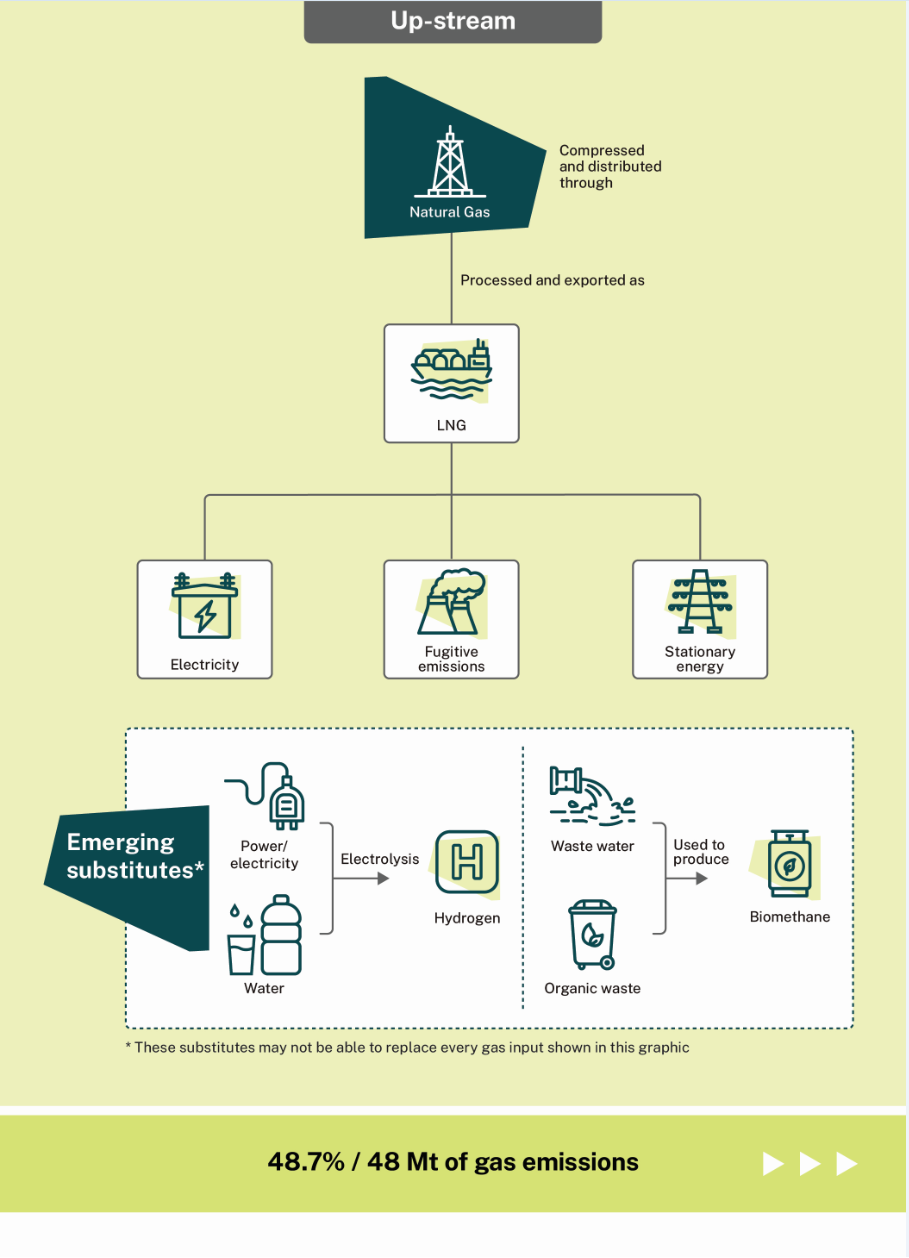 Up-stream
Natural Gas
Compressed
and distributed
through
Processed and exported as
LNG
Electricity
Fugitive
emissions
Stationary
energy
Emerging
substitutes*
Power/
electricity
Water
Electrolysis
Hydrogen
Waste water
Organic waste
Used to
produce
Biomethane
* These substitutes may not be able to replace every gas input shown in this graphic
48.7% / 48 Mt of gas emissions